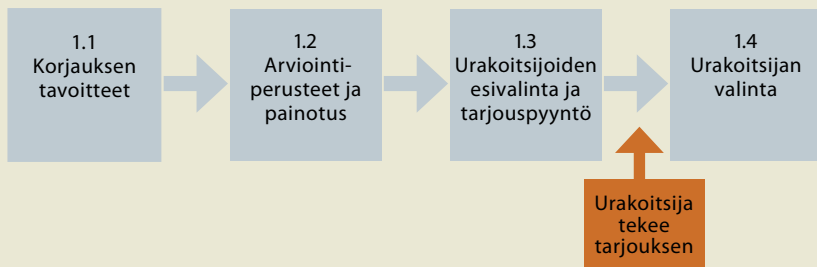 1.1
Korjauksen
tavoitteet
1.2
Arviointi-
perusteet ja
painotus
1.3
Urakoitsijoiden
esivalinta ja
tarjouspyyntö
1.4
Urakoitsijan
valinta
Urakoitsija
tekee
tarjouksen